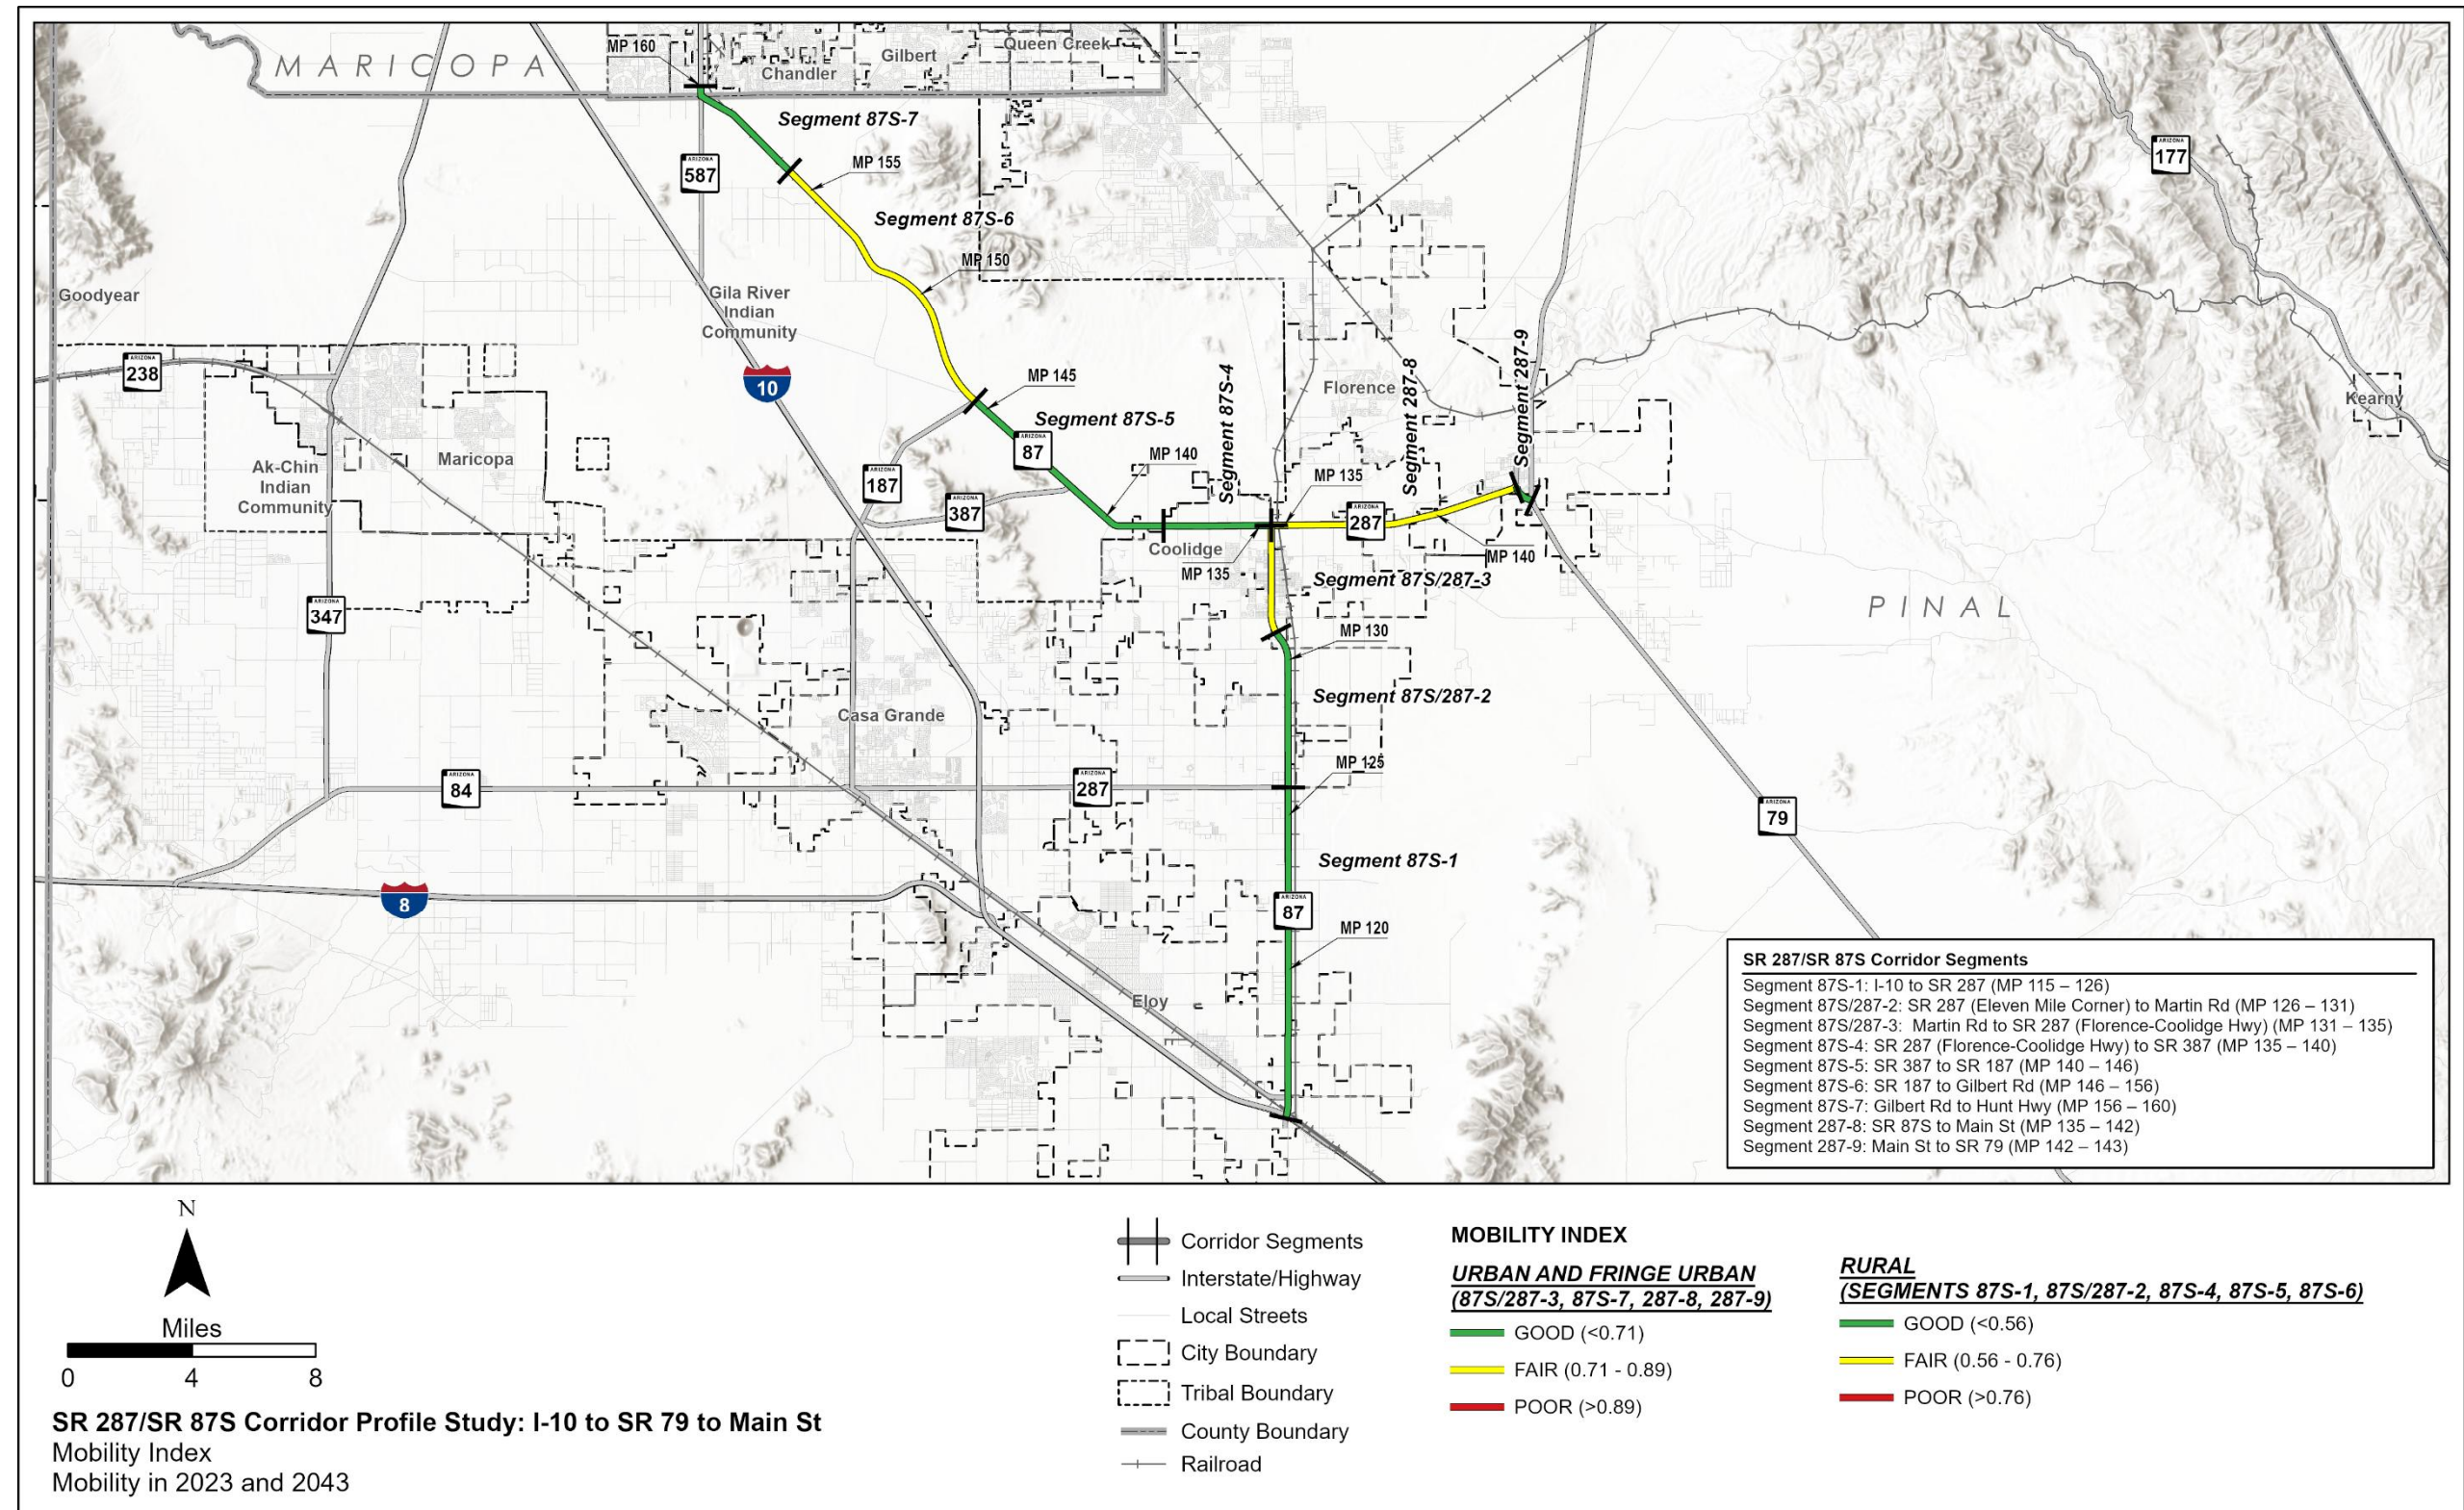 MARICOPA
MP 160
Chandler
Gilbert
Queen Creek
Segment 87S-7
MP 155
ARIZONA
587
ARIZONA
177
Segment 87S-6
MP 150
Goodyear
Gila River
Indian
Community
ARIZONA
238
10
MP 145
Segment 87S-5
Segment 87S-4
Florence
Segment 287-8
Segment 287-9
Kearny
ARIZONA
87
Ak-Chin
Indian
Community
Maricopa
ARIZONA
187
MP 140
MP 135
ARIZONA
387
ARIZONA
287
Coolidge
MP 135
MP 140
Segment 87S/287-3
ARIZONA
347
PINAL
MP 130
Segment 87S/287-2
Casa Grande
MP 125
ARIZONA
84
ARIZONA
287
ARIZONA
79
Segment 87S-1
8
ARIZONA
87
MP 120
Eloy
SR 287/SR 87S Corridor Segments
Segment 87S-1: I-10 to SR 287 (MP 115 – 126)
Segment 87S/287-2: SR 287 (Eleven Mile Corner) to Martin Rd (MP 126 – 131)
Segment 87S/287-3:  Martin Rd to SR 287 (Florence-Coolidge Hwy) (MP 131 – 135)
Segment 87S-4: SR 287 (Florence-Coolidge Hwy) to SR 387 (MP 135 – 140)
Segment 87S-5: SR 387 to SR 187 (MP 140 – 146)
Segment 87S-6: SR 187 to Gilbert Rd (MP 146 – 156)
Segment 87S-7: Gilbert Rd to Hunt Hwy (MP 156 – 160)
Segment 287-8: SR 87S to Main St (MP 135 – 142)
Segment 287-9: Main St to SR 79 (MP 142 – 143)
N
Miles
0 4 8
SR 287/SR 87S Corridor Profile Study: I-10 to SR 79 to Main St
Mobility Index
Mobility in 2023 and 2043
Corridor Segments
Interstate/Highway
Local Streets
City Boundary
Tribal Boundary
County Boundary
Railroad
MOBILITY INDEX
URBAN AND FRINGE URBAN
(87S/287-3, 87S-7, 287-8, 287-9)
GOOD (<0.71)
FAIR (0.71 - 0.89)
POOR (>0.89)
RURAL
(SEGMENTS 87S-1, 87S/287-2, 87S-4, 87S-5, 87S-6)
GOOD (<0.56)
FAIR (0.56 - 0.76)
POOR (>0.76)